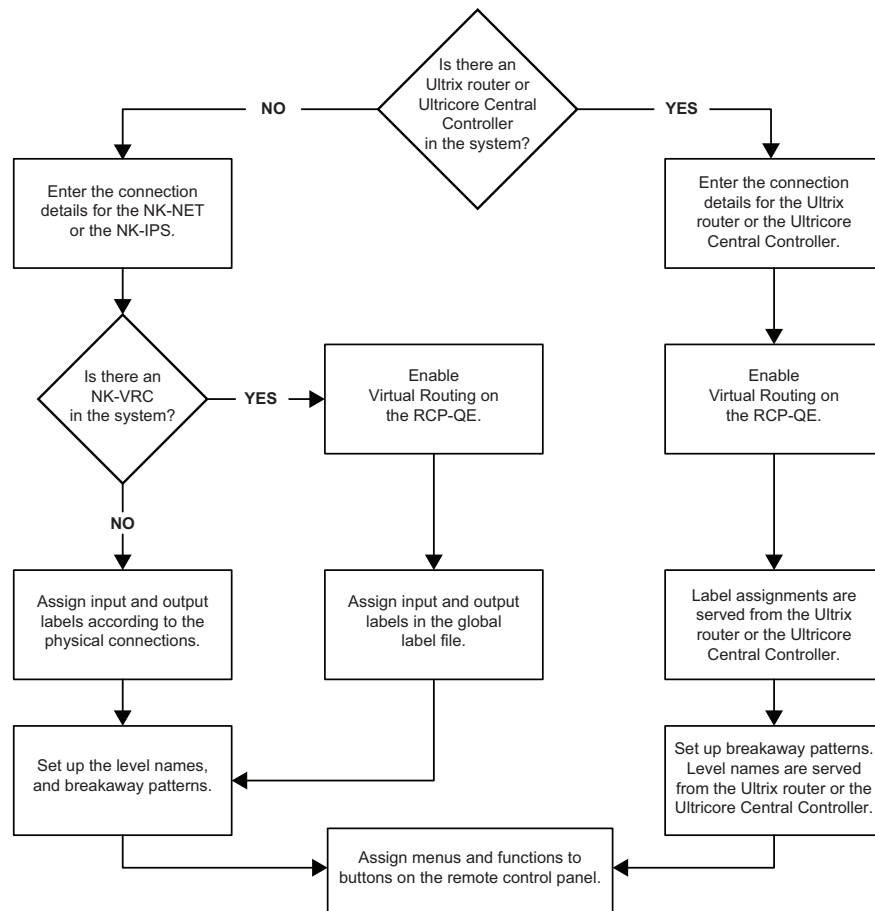 Is there an
Ultrix router or
Ultricore Central
Controller
in the system?
NO
YES
Enter the connection
details for the NK-NET
or the NK-IPS.
Enter the connection
details for the Ultrix
router or the Ultricore
Central Controller.
Is there an
NK-VRC
in the system?
YES
Enable
Virtual Routing on
the RCP-QE.
Enable
Virtual Routing on
the RCP-QE.
NO
Assign input and output
labels according to the
physical connections.
Assign input and output
labels in the global
label file.
Label assignments are
served from the Ultrix
router or the Ultricore
Central Controller.
Set up the level names,
and breakaway patterns.
Set up breakaway patterns.
Level names are served
from the Ultrix router or the
Ultricore Central Controller.
Assign menus and functions to
buttons on the remote control panel.